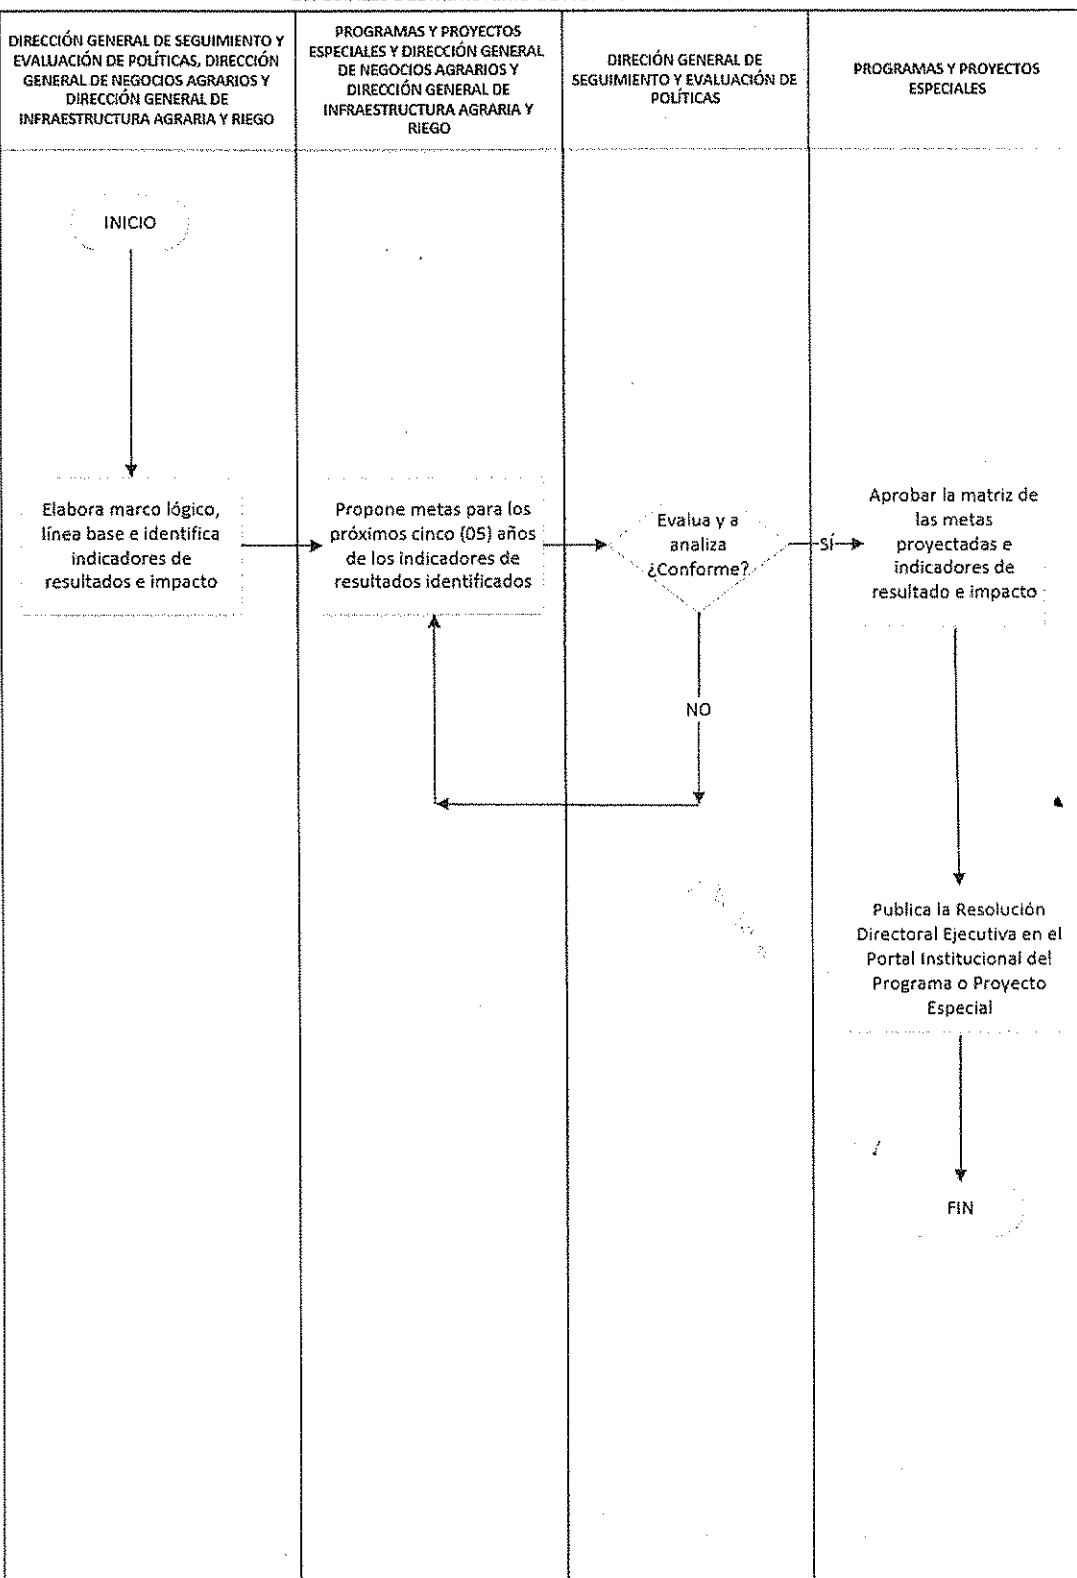 DIRECCIÓN GENERAL DE SEGUIMIENTO Y
EVALUACIÓN DE POLÍTICAS, DIRECCIÓN
GENERAL DE NEGOCIOS AGRARIOS Y
DIRECCIÓN GENERAL DE
INFRAESTRUCTURA AGRARIA Y RIEGO
PROGRAMAS Y PROYECTOS
ESPECIALES Y DIRECCIÓN GENERAL
DE NEGOCIOS AGRARIOS Y
DIRECCIÓN GENERAL DE
INFRAESTRUCTURA AGRARIA Y
RIEGO
DIRECIÓN GENERAL DE
SEGUIMIENTO Y EVALUACIÓN DE
POLÍTICAS
PROGRAMAS Y PROYECTOS
ESPECIALES
INICIO
Elabora marco lógico,
línea base e identifica
indicadores de
resultados e impacto
Propone metas para los
próximos cinco (05) años
de los indicadores de
resultados identificados
Evalua y a
analiza
¿Conforme?
SÍ
Aprobar la matriz de
las metas
proyectadas e
indicadores de
resultado e impacto
NO
Publica la Resolución
Directoral Ejecutiva en el
Portal Institucional del
Programa o Proyecto
Especial
FIN